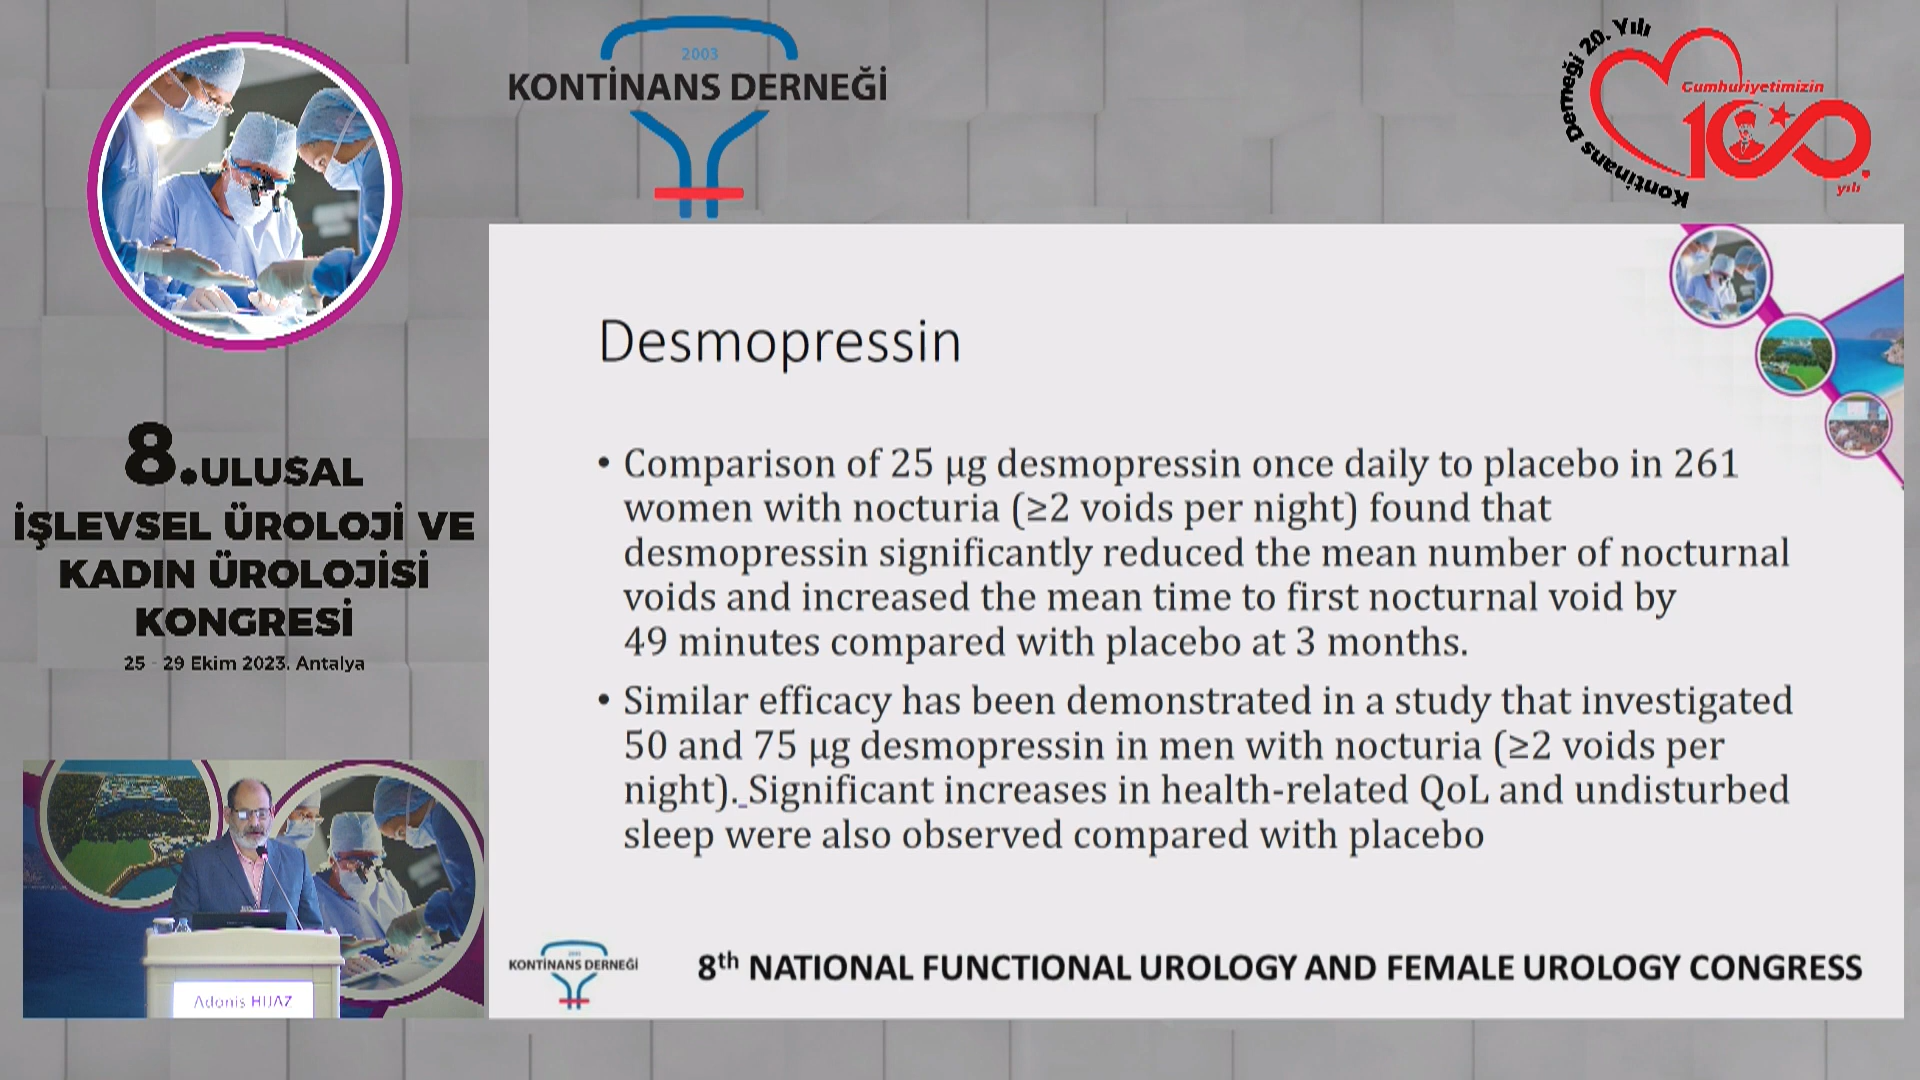 2003
KONTİNANS DERNEĞİ
Kontinans Derneği 20. Yılı
Cumhuriyetimizin
100.
yılı
8.ULUSAL
İŞLEVSEL ÜROLOJİ VE
KADIN ÜROLOJİSİ
KONGRESİ
25 - 29 Ekim 2023. Antalya
Adonis HIJAZ
Desmopressin
• Comparison of 25 µg desmopressin once daily to placebo in 261
women with nocturia (≥2 voids per night) found that
desmopressin significantly reduced the mean number of nocturnal
voids and increased the mean time to first nocturnal void by
49 minutes compared with placebo at 3 months.
• Similar efficacy has been demonstrated in a study that investigated
50 and 75 µg desmopressin in men with nocturia (≥2 voids per
night). Significant increases in health-related QoL and undisturbed
sleep were also observed compared with placebo
KONTİNANS DERNEĞİ
8th NATIONAL FUNCTIONAL UROLOGY AND FEMALE UROLOGY CONGRESS